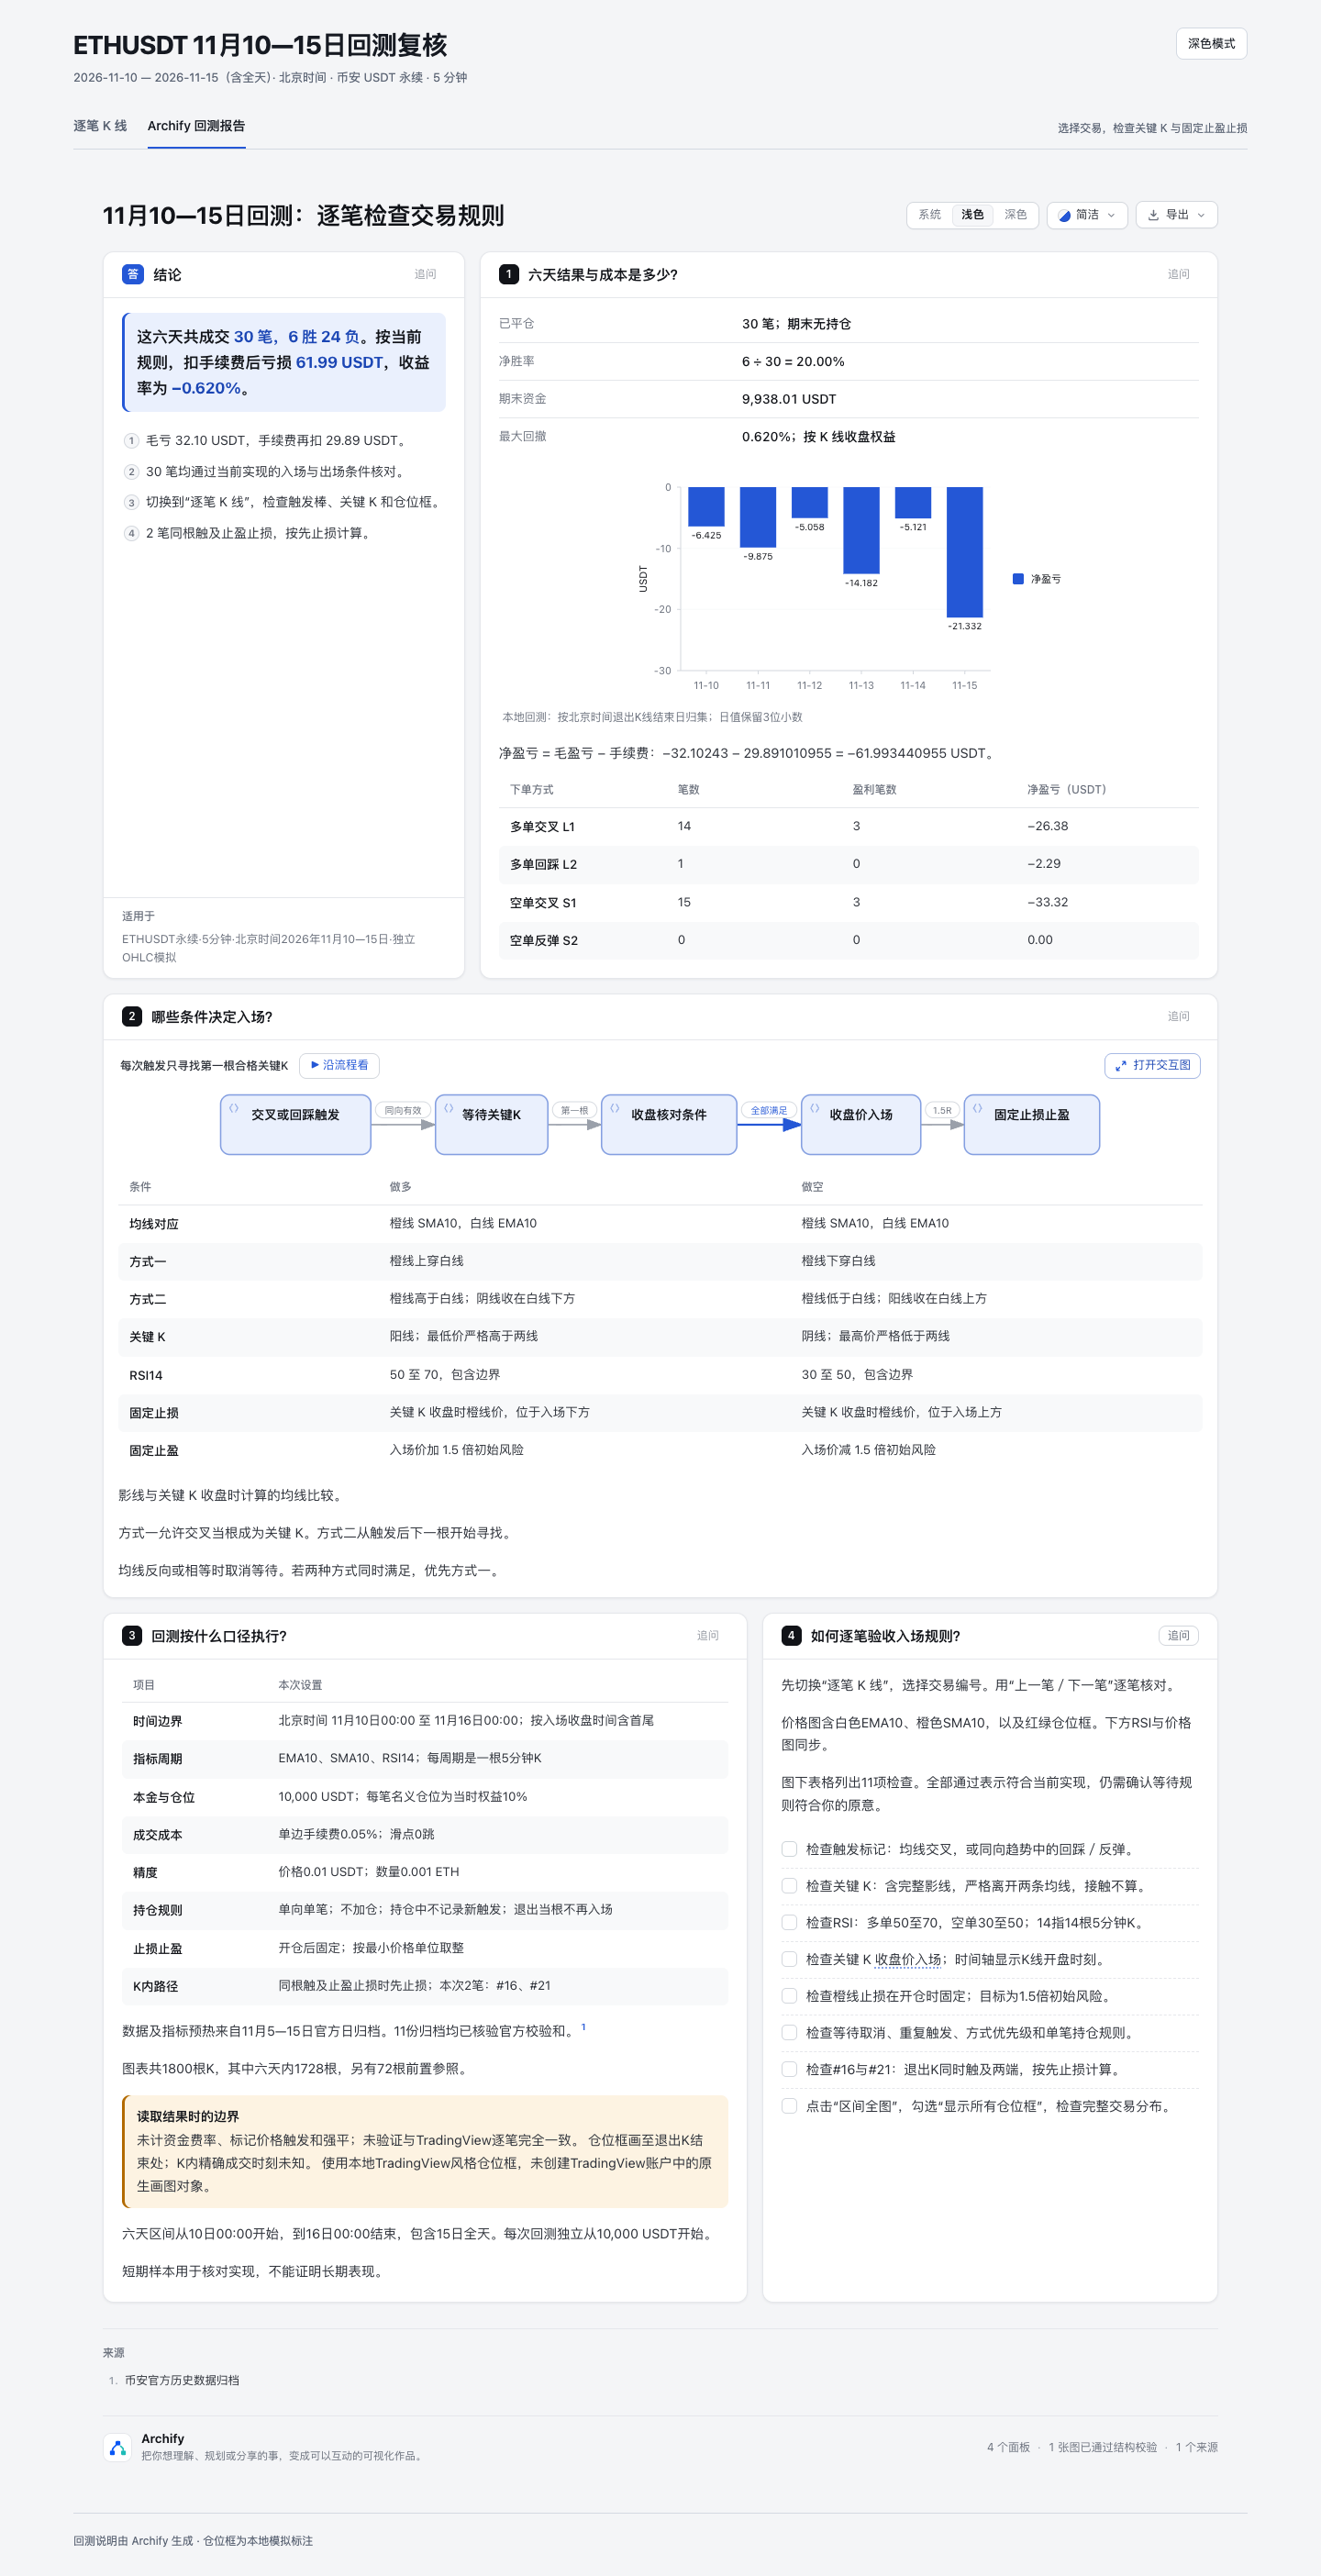 ETHUSDT 11月10—15日回测复核
深色模式
2026-11-10 — 2026-11-15（含全天）· 北京时间 · 币安 USDT 永续 · 5 分钟
逐笔 K 线
Archify 回测报告
选择交易，检查关键 K 与固定止盈止损
11月10—15日回测：逐笔检查交易规则
系统 浅色 深色
简洁
导出
答 结论
追问
这六天共成交 30 笔，6 胜 24 负。按当前
规则，扣手续费后亏损 61.99 USDT，收益
率为 −0.620%。
1 毛亏 32.10 USDT，手续费再扣 29.89 USDT。
2 30 笔均通过当前实现的入场与出场条件核对。
3 切换到“逐笔 K 线”，检查触发棒、关键 K 和仓位框。
4 2 笔同根触及止盈止损，按先止损计算。
适用于
ETHUSDT永续·5分钟·北京时间2026年11月10—15日·独立
OHLC模拟
1 六天结果与成本是多少？
追问
已平仓 30 笔；期末无持仓
净胜率 6 ÷ 30 = 20.00%
期末资金 9,938.01 USDT
最大回撤 0.620%；按 K 线收盘权益
USDT
0
-10
-20
-30
-6.425
-9.875
-5.058
-14.182
-5.121
-21.332
11-10 11-11 11-12 11-13 11-14 11-15
净盈亏
本地回测：按北京时间退出K线结束日归集；日值保留3位小数
净盈亏 = 毛盈亏 − 手续费：−32.10243 − 29.891010955 = −61.993440955 USDT。
下单方式 笔数 盈利笔数 净盈亏（USDT）
多单交叉 L1 14 3 −26.38
多单回踩 L2 1 0 −2.29
空单交叉 S1 15 3 −33.32
空单反弹 S2 0 0 0.00
2 哪些条件决定入场？
追问
每次触发只寻找第一根合格关键K
沿流程看
打开交互图
交叉或回踩触发 同向有效 等待关键K 第一根 收盘核对条件 全部满足 收盘价入场 1.5R 固定止损止盈
条件 做多 做空
均线对应 橙线 SMA10，白线 EMA10 橙线 SMA10，白线 EMA10
方式一 橙线上穿白线 橙线下穿白线
方式二 橙线高于白线；阴线收在白线下方 橙线低于白线；阳线收在白线上方
关键 K 阳线；最低价严格高于两线 阴线；最高价严格低于两线
RSI14 50 至 70，包含边界 30 至 50，包含边界
固定止损 关键 K 收盘时橙线价，位于入场下方 关键 K 收盘时橙线价，位于入场上方
固定止盈 入场价加 1.5 倍初始风险 入场价减 1.5 倍初始风险
影线与关键 K 收盘时计算的均线比较。
方式一允许交叉当根成为关键 K。方式二从触发后下一根开始寻找。
均线反向或相等时取消等待。若两种方式同时满足，优先方式一。
3 回测按什么口径执行？
追问
项目 本次设置
时间边界 北京时间 11月10日00:00 至 11月16日00:00；按入场收盘时间含首尾
指标周期 EMA10、SMA10、RSI14；每周期是一根5分钟K
本金与仓位 10,000 USDT；每笔名义仓位为当时权益10%
成交成本 单边手续费0.05%；滑点0跳
精度 价格0.01 USDT；数量0.001 ETH
持仓规则 单向单笔；不加仓；持仓中不记录新触发；退出当根不再入场
止损止盈 开仓后固定；按最小价格单位取整
K内路径 同根触及止盈止损时先止损；本次2笔：#16、#21
数据及指标预热来自11月5—15日官方日归档。11份归档均已核验官方校验和。 1
图表共1800根K，其中六天内1728根，另有72根前置参照。
读取结果时的边界
未计资金费率、标记价格触发和强平；未验证与TradingView逐笔完全一致。 仓位框画至退出K结
束处；K内精确成交时刻未知。 使用本地TradingView风格仓位框，未创建TradingView账户中的原
生画图对象。
六天区间从10日00:00开始，到16日00:00结束，包含15日全天。每次回测独立从10,000 USDT开始。
短期样本用于核对实现，不能证明长期表现。
4 如何逐笔验收入场规则？
追问
先切换“逐笔 K 线”，选择交易编号。用“上一笔 / 下一笔”逐笔核对。
价格图含白色EMA10、橙色SMA10，以及红绿仓位框。下方RSI与价格
图同步。
图下表格列出11项检查。全部通过表示符合当前实现，仍需确认等待规
则符合你的原意。
检查触发标记：均线交叉，或同向趋势中的回踩 / 反弹。
检查关键 K：含完整影线，严格离开两条均线，接触不算。
检查RSI：多单50至70，空单30至50；14指14根5分钟K。
检查关键 K 收盘价入场；时间轴显示K线开盘时刻。
检查橙线止损在开仓时固定；目标为1.5倍初始风险。
检查等待取消、重复触发、方式优先级和单笔持仓规则。
检查#16与#21：退出K同时触及两端，按先止损计算。
点击“区间全图”，勾选“显示所有仓位框”，检查完整交易分布。
来源
1. 币安官方历史数据归档
Archify
把你想理解、规划或分享的事，变成可以互动的可视化作品。
4 个面板 · 1 张图已通过结构校验 · 1 个来源
回测说明由 Archify 生成 · 仓位框为本地模拟标注